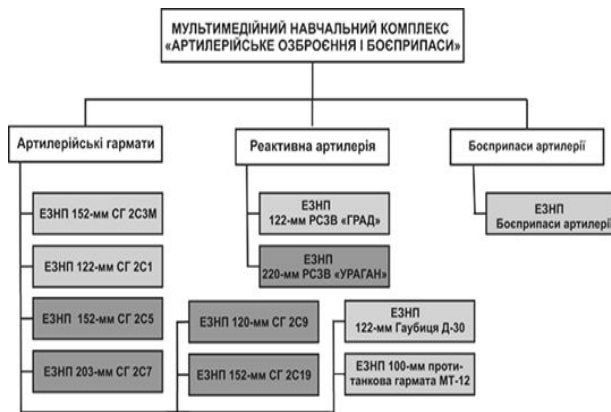 МУЛЬТИМЕДІЙНИЙ НАВЧАЛЬНИЙ КОМПЛЕКС
«АРТИЛЕРІЙСЬКЕ ОЗБРОЄННЯ І БОЄПРИПАСИ»
Артилерійські гармати
Реактивна артилерія
Боєприпаси артилерії
ЕЗНП 152-мм СГ 2С3М
ЕЗНП 122-мм СГ 2С1
ЕЗНП 152-мм СГ 2С5
ЕЗНП 203-мм СГ 2С7
ЕЗНП 120-мм СГ 2С9
ЕЗНП 152-мм СГ 2С19
ЕЗНП
122-мм Гаубиця Д-30
ЕЗНП 100-мм проти-
танкова гармата МТ-12
ЕЗНП
122-мм РСЗВ «ГРАД»
ЕЗНП
220-мм РСЗВ «УРАГАН»
ЕЗНП
Боєприпаси артилерії